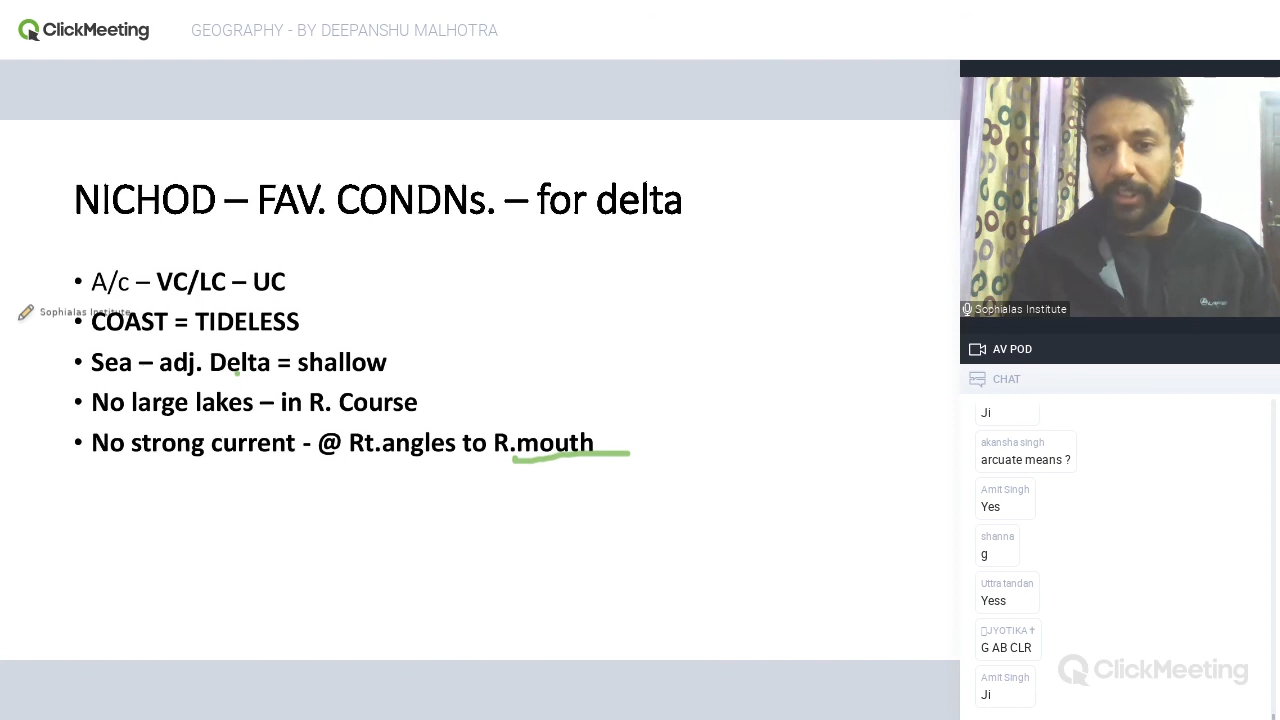 ClickMeeting
GEOGRAPHY - BY DEEPANSHU MALHOTRA
NICHOD – FAV. CONDNs. – for delta
• A/c – VC/LC – UC
Sophialas Institute
• COAST = TIDELESS
• Sea – adj. Delta = shallow
• No large lakes – in R. Course
• No strong current - @ Rt.angles to R.mouth
Sophialas Institute
AV POD
CHAT
Ji
akansha singh
arcuate means ?
Amit Singh
Yes
shanna
g
Uttra tandan
Yess
JYOTIKA
G AB CLR
Amit Singh
Ji
ClickMeeting